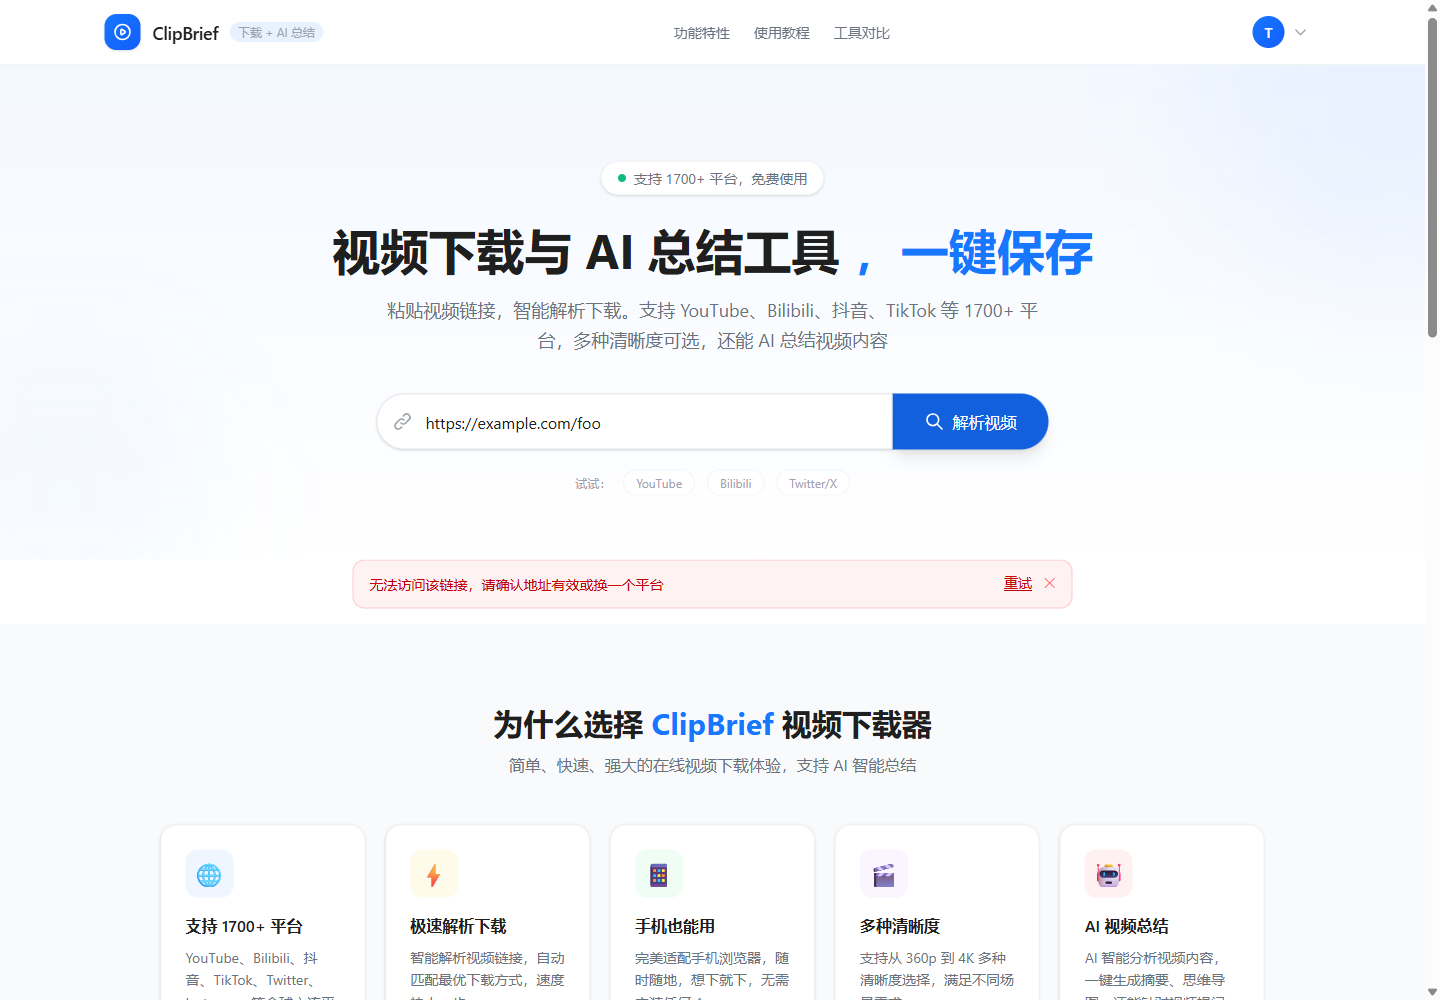 ClipBrief 下载 + AI 总结 功能特性 使用教程 工具对比 T
支持 1700+ 平台，免费使用
视频下载与 AI 总结工具，一键保存
粘贴视频链接，智能解析下载。支持 YouTube、Bilibili、抖音、TikTok 等 1700+ 平
台，多种清晰度可选，还能 AI 总结视频内容
https://example.com/foo 解析视频
试试： YouTube Bilibili Twitter/X
无法访问该链接，请确认地址有效或换一个平台 重试
为什么选择 ClipBrief 视频下载器
简单、快速、强大的在线视频下载体验，支持 AI 智能总结
支持 1700+ 平台
YouTube、Bilibili、抖
音、TikTok、Twitter、
极速解析下载
智能解析视频链接，自动
匹配最优下载方式，速度
手机也能用
完美适配手机浏览器，随
时随地，想下就下，无需
多种清晰度
支持从 360p 到 4K 多种
清晰度选择，满足不同场
AI 视频总结
AI 智能分析视频内容，
一键生成摘要、思维导